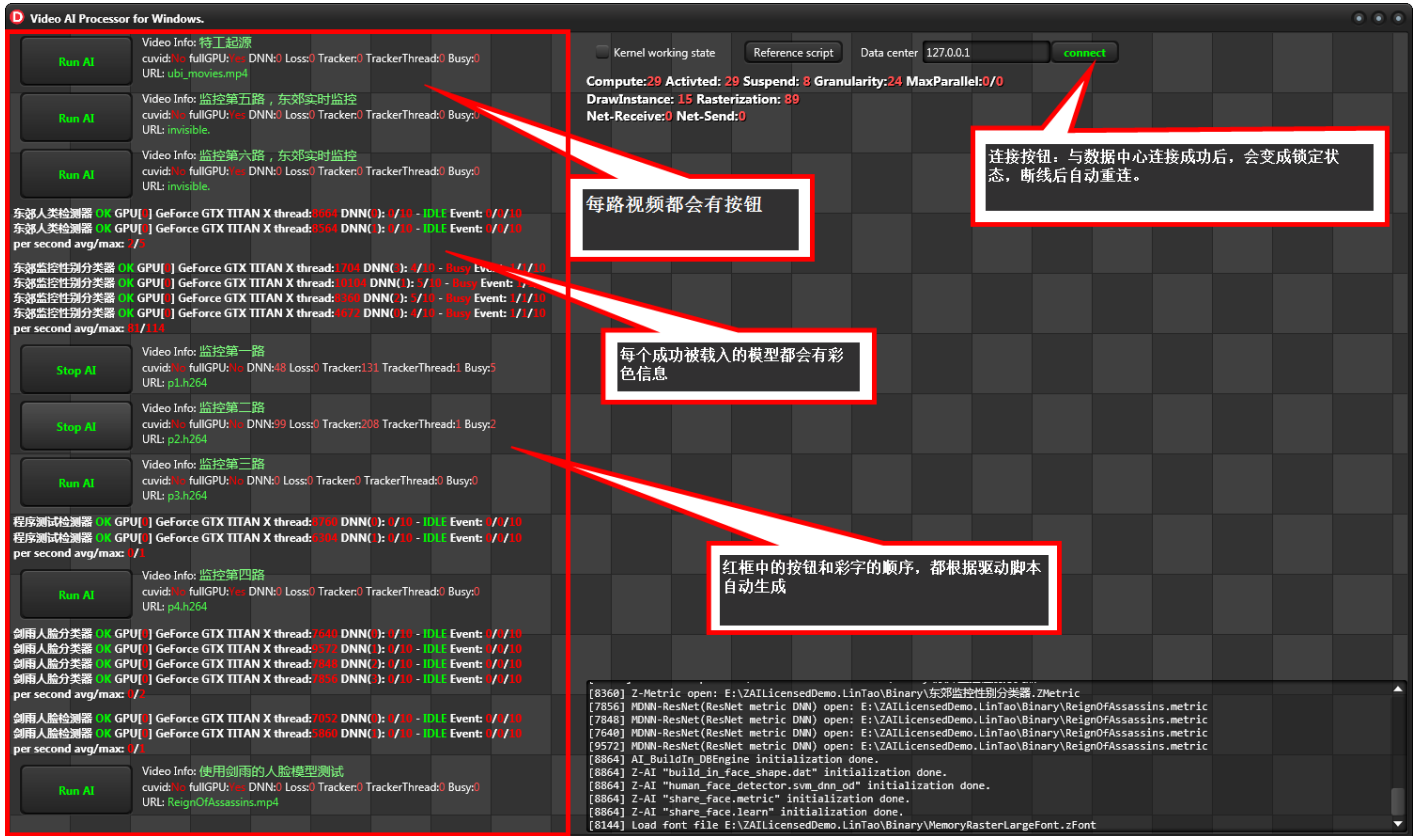 Video AI Processor for Windows.
Run AI
Video Info: 特工起源
cuvid:No fullGPU:Yes DNN:0 Loss:0 Tracker:0 TrackerThread:0 Busy:0
URL: ubi_movies.mp4
Run AI
Video Info: 监控第五路，东郊实时监控
cuvid:No fullGPU:Yes DNN:0 Loss:0 Tracker:0 TrackerThread:0 Busy:0
URL: invisible.
Run AI
Video Info: 监控第六路，东郊实时监控
cuvid:No fullGPU:Yes DNN:0 Loss:0 Tracker:0 TrackerThread:0 Busy:0
URL: invisible.
东郊人类检测器 OK GPU[0] GeForce GTX TITAN X thread:8664 DNN(0): 0/10 - IDLE Event: 0/0/10
东郊人类检测器 OK GPU[0] GeForce GTX TITAN X thread:8564 DNN(1): 0/10 - IDLE Event: 0/0/10
per second avg/max: 2/5
东郊监控性别分类器 OK GPU[0] GeForce GTX TITAN X thread:1704 DNN(3): 4/10 - Busy Event: 1/1/10
东郊监控性别分类器 OK GPU[0] GeForce GTX TITAN X thread:10104 DNN(1): 5/10 - Busy Event:
东郊监控性别分类器 OK GPU[0] GeForce GTX TITAN X thread:8360 DNN(2): 5/10 - Busy Event: 1/1/10
东郊监控性别分类器 OK GPU[0] GeForce GTX TITAN X thread:4672 DNN(0): 4/10 - Busy Event: 1/1/10
per second avg/max: 81/114
Stop AI
Video Info: 监控第一路
cuvid:No fullGPU:No DNN:48 Loss:0 Tracker:131 TrackerThread:1 Busy:5
URL: p1.h264
Stop AI
Video Info: 监控第二路
cuvid:No fullGPU:No DNN:99 Loss:0 Tracker:208 TrackerThread:1 Busy:2
URL: p2.h264
Run AI
Video Info: 监控第三路
cuvid:No fullGPU:No DNN:0 Loss:0 Tracker:0 TrackerThread:0 Busy:0
URL: p3.h264
程序测试检测器 OK GPU[0] GeForce GTX TITAN X thread:8760 DNN(0): 0/10 - IDLE Event: 0/0/10
程序测试检测器 OK GPU[0] GeForce GTX TITAN X thread:6304 DNN(1): 0/10 - IDLE Event: 0/0/10
per second avg/max: 0/1
Run AI
Video Info: 监控第四路
cuvid:No fullGPU:Yes DNN:0 Loss:0 Tracker:0 TrackerThread:0 Busy:0
URL: p4.h264
剑雨人脸分类器 OK GPU[0] GeForce GTX TITAN X thread:7640 DNN(0): 0/10 - IDLE Event: 0/0/10
剑雨人脸分类器 OK GPU[0] GeForce GTX TITAN X thread:9572 DNN(1): 0/10 - IDLE Event: 0/0/10
剑雨人脸分类器 OK GPU[0] GeForce GTX TITAN X thread:7848 DNN(2): 0/10 - IDLE Event: 0/0/10
剑雨人脸分类器 OK GPU[0] GeForce GTX TITAN X thread:7856 DNN(3): 0/10 - IDLE Event: 0/0/10
per second avg/max: 0/2
剑雨人脸检测器 OK GPU[0] GeForce GTX TITAN X thread:7052 DNN(0): 0/10 - IDLE Event: 0/0/10
剑雨人脸检测器 OK GPU[0] GeForce GTX TITAN X thread:5860 DNN(1): 0/10 - IDLE Event: 0/0/10
per second avg/max: 0/1
Run AI
Video Info: 使用剑雨的人脸模型测试
cuvid:No fullGPU:Yes DNN:0 Loss:0 Tracker:0 TrackerThread:0 Busy:0
URL: ReignOfAssassins.mp4
Kernel working state
Reference script
Data center 127.0.0.1
connect
Compute:29 Activted: 29 Suspend: 8 Granularity:24 MaxParallel:0/0
DrawInstance: 15 Rasterization: 89
Net-Receive:0 Net-Send:0
连接按钮：与数据中心连接成功后，会变成锁定状
态，断线后自动重连。
每路视频都会有按钮
每个成功被载入的模型都会有彩
色信息
红框中的按钮和彩字的顺序，都根据驱动脚本
自动生成
[8360] Z-Metric open: E:\ZAILicensedDemo.LinTao\Binary\东郊监控性别分类器.ZMetric
[7856] MDNN-ResNet(ResNet metric DNN) open: E:\ZAILicensedDemo.LinTao\Binary\ReignOfAssassins.metric
[7848] MDNN-ResNet(ResNet metric DNN) open: E:\ZAILicensedDemo.LinTao\Binary\ReignOfAssassins.metric
[7640] MDNN-ResNet(ResNet metric DNN) open: E:\ZAILicensedDemo.LinTao\Binary\ReignOfAssassins.metric
[9572] MDNN-ResNet(ResNet metric DNN) open: E:\ZAILicensedDemo.LinTao\Binary\ReignOfAssassins.metric
[8864] AI_BuildIn_DBEngine initialization done.
[8864] Z-AI "build_in_face_shape.dat" initialization done.
[8864] Z-AI "human_face_detector.svm_dnn_od" initialization done.
[8864] Z-AI "share_face.metric" initialization done.
[8864] Z-AI "share_face.learn" initialization done.
[8144] Load font file E:\ZAILicensedDemo.LinTao\Binary\MemoryRasterLargeFont.zFont